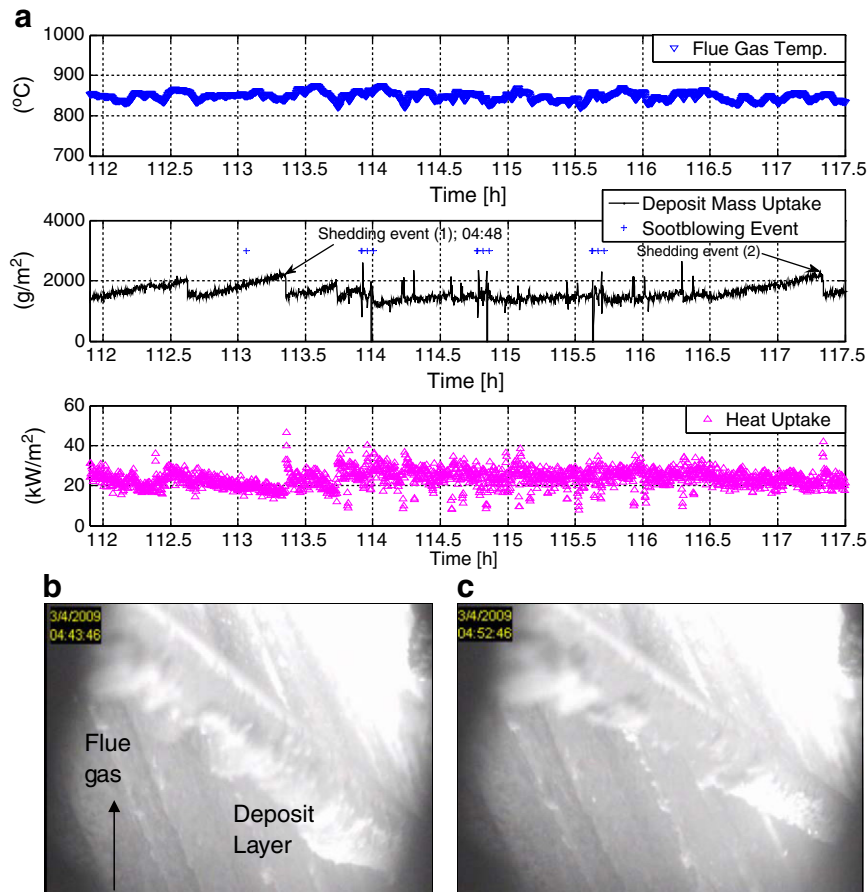 a
1000
900
800
700
(°C)
Flue Gas Temp.
112 112.5 113 113.5 114 114.5 115 115.5 116 116.5 117 117.5
Time [h]
4000
2000
0
(g/m²)
Deposit Mass Uptake
Sootblowing Event
Shedding event (1); 04:48
Shedding event (2)
112 112.5 113 113.5 114 114.5 115 115.5 116 116.5 117 117.5
Time [h]
60
40
20
0
(kW/m²)
Heat Uptake
112 112.5 113 113.5 114 114.5 115 115.5 116 116.5 117 117.5
Time [h]
b
3/4/2009
04:43:46
Flue
gas
Deposit
Layer
c
3/4/2009
04:52:46